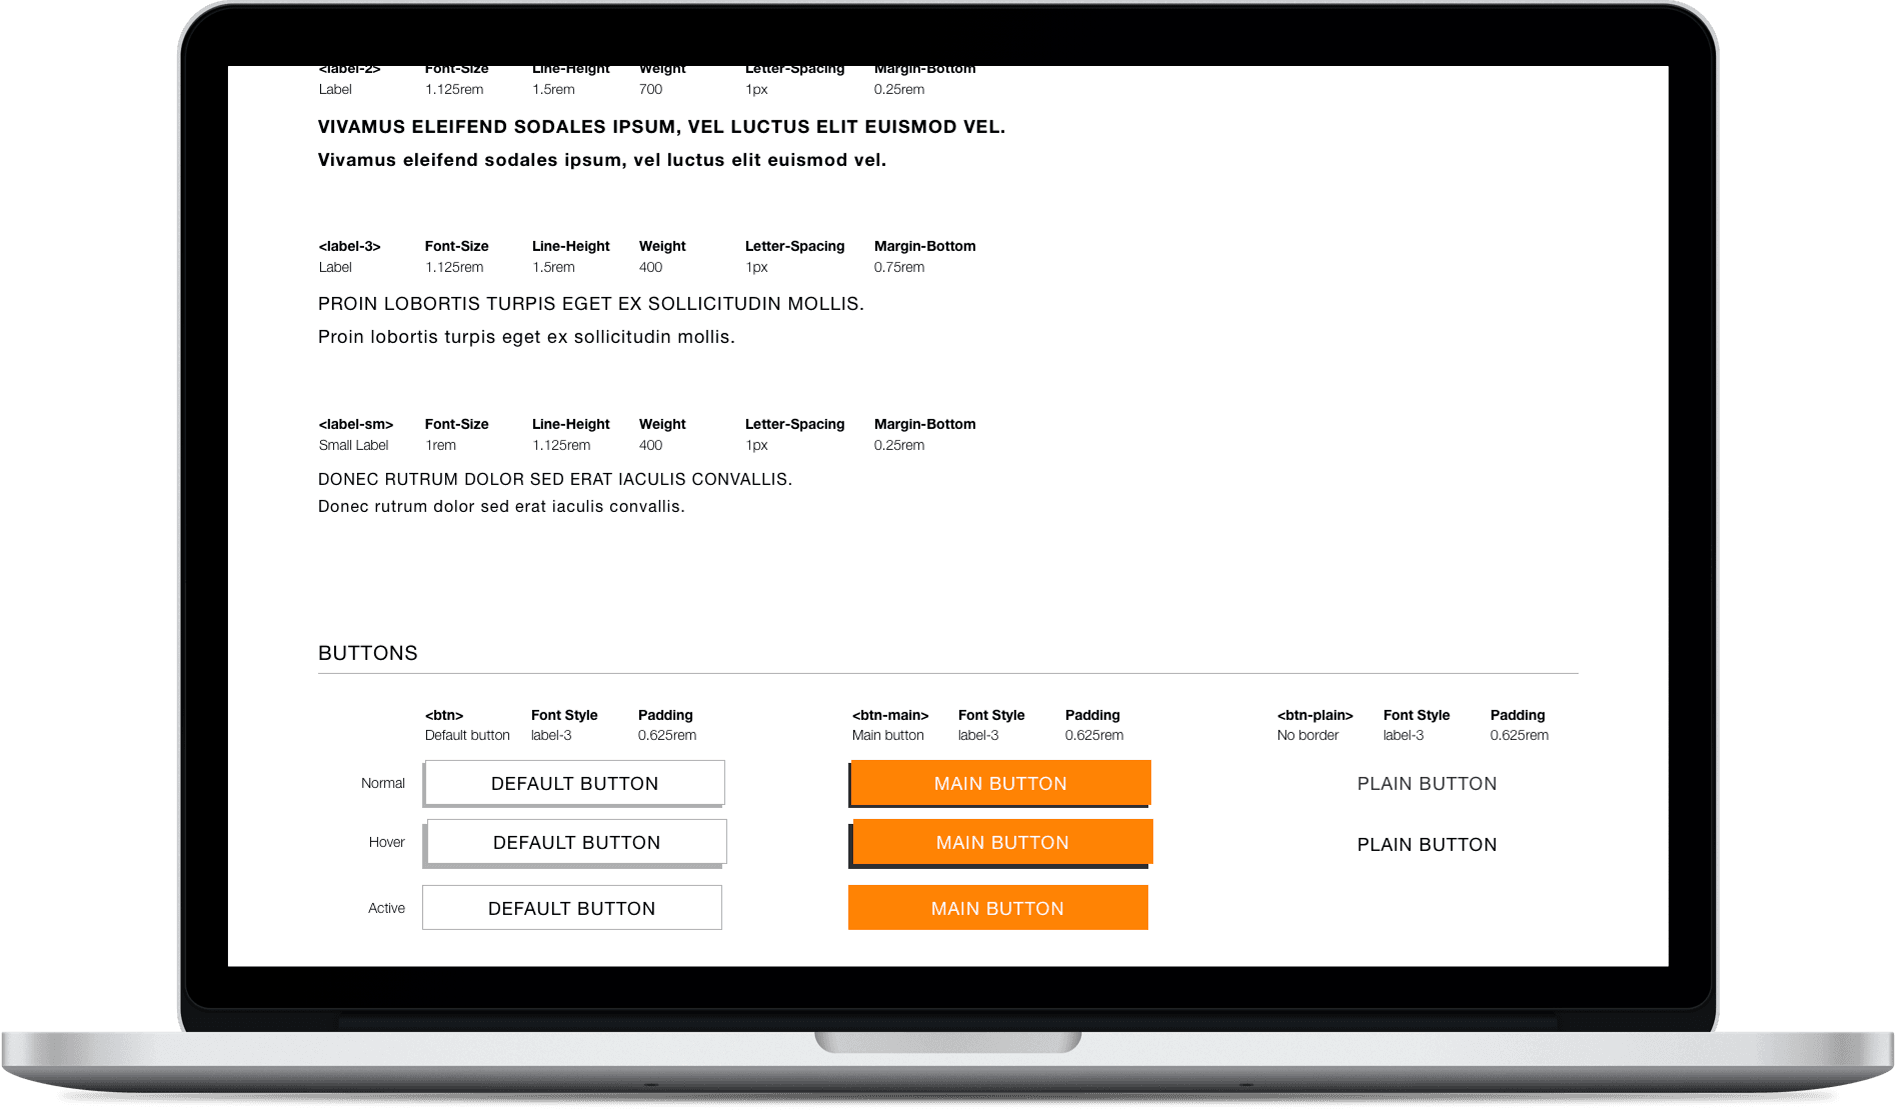 <label-2> Font-Size Line-Height Weight Letter-Spacing Margin-Bottom
Label 1.125rem 1.5rem 700 1px 0.25rem
VIVAMUS ELEIFEND SODALES IPSUM, VEL LUCTUS ELIT EUISMOD VEL.
Vivamus eleifend sodales ipsum, vel luctus elit euismod vel.
<label-3> Font-Size Line-Height Weight Letter-Spacing Margin-Bottom
Label 1.125rem 1.5rem 400 1px 0.75rem
PROIN LOBORTIS TURPIS EGET EX SOLLICITUDIN MOLLIS.
Proin lobortis turpis eget ex sollicitudin mollis.
<label-sm> Font-Size Line-Height Weight Letter-Spacing Margin-Bottom
Small Label 1rem 1.125rem 400 1px 0.25rem
DONEC RUTRUM DOLOR SED ERAT IACULIS CONVALLIS.
Donec rutrum dolor sed erat iaculis convallis.
BUTTONS
<btn> Font Style Padding <btn-main> Font Style Padding <btn-plain> Font Style Padding
Default button label-3 0.625rem Main button label-3 0.625rem No border label-3 0.625rem
Normal DEFAULT BUTTON MAIN BUTTON PLAIN BUTTON
Hover DEFAULT BUTTON MAIN BUTTON PLAIN BUTTON
Active DEFAULT BUTTON MAIN BUTTON